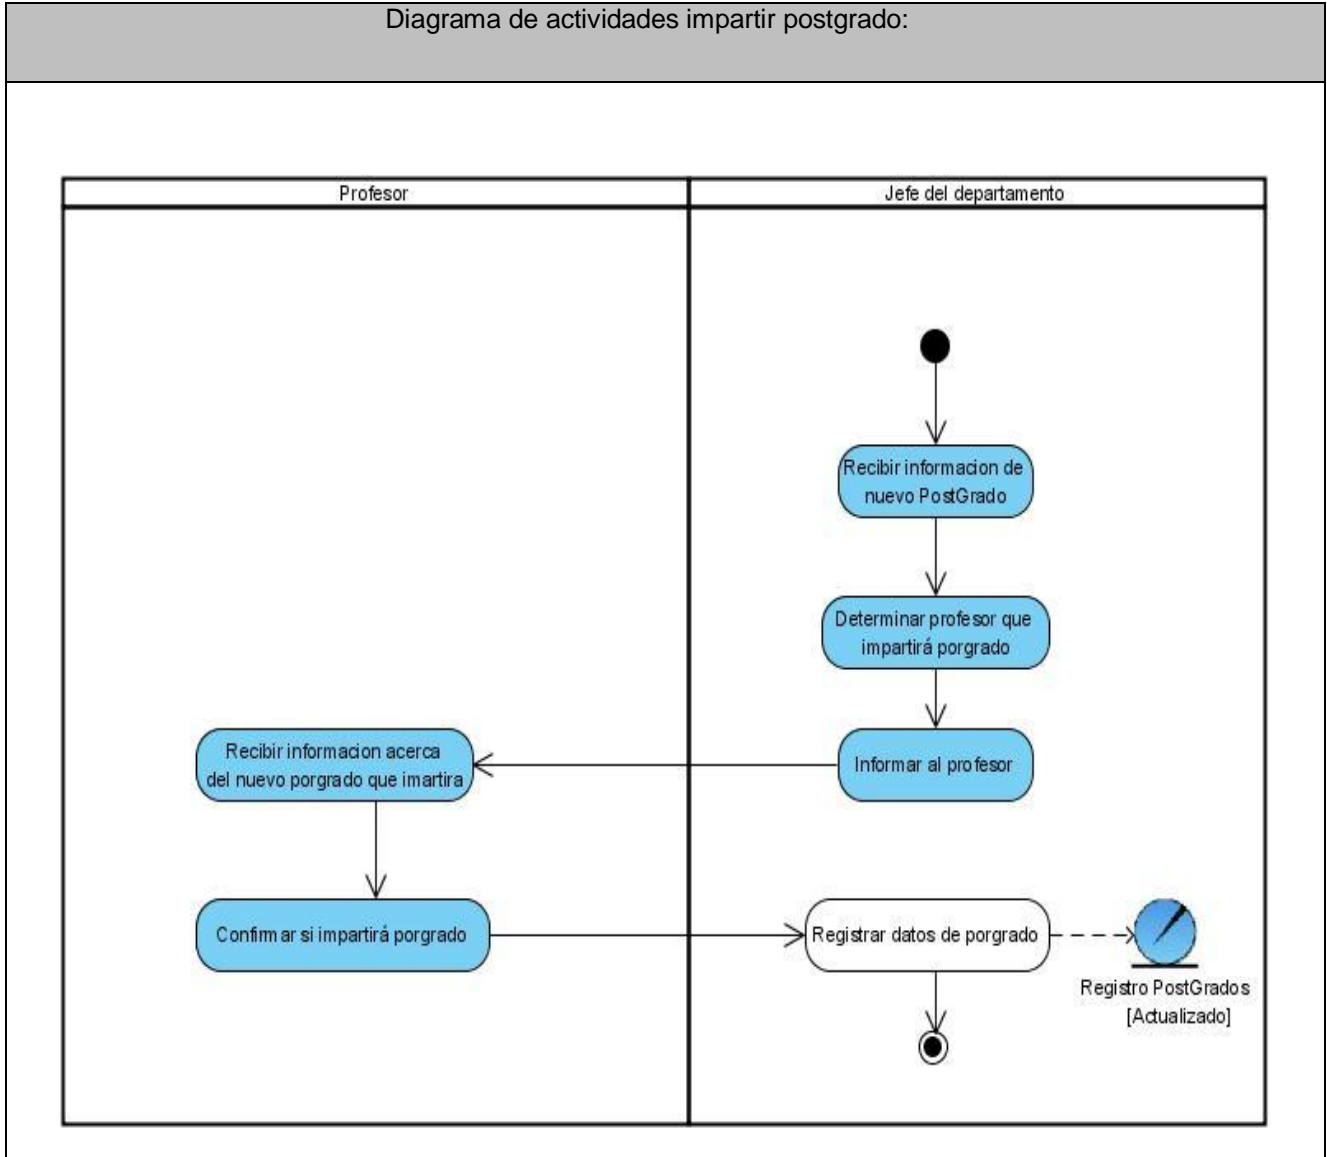 Diagrama de actividades impartir postgrado:
Profesor
Jefe del departamento
Recibir informacion de
nuevo PostGrado
Determinar profesor que
impartirá porgrado
Informar al profesor
Recibir informacion acerca
del nuevo porgrado que imartira
Confirmar si impartirá porgrado
Registrar datos de porgrado
Registro PostGrados
[Actualizado]